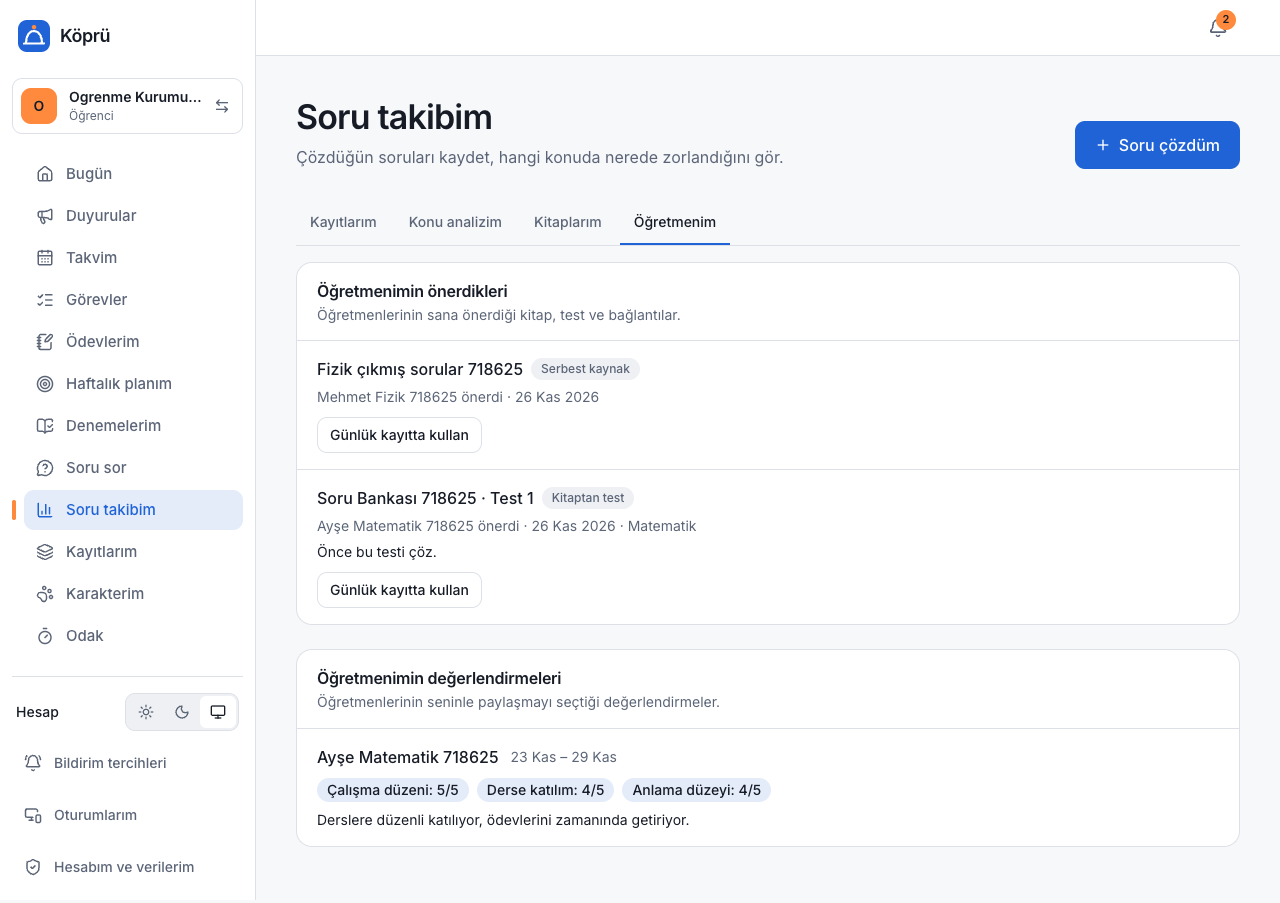 Köprü
O
Ogrenme Kurumu...
Öğrenci
Bugün
Duyurular
Takvim
Görevler
Ödevlerim
Haftalık planım
Denemelerim
Soru sor
Soru takibim
Kayıtlarım
Karakterim
Odak
Hesap
Bildirim tercihleri
Oturumlarım
Hesabım ve verilerim
2
Soru takibim
Çözdüğün soruları kaydet, hangi konuda nerede zorlandığını gör.
+ Soru çözdüm
Kayıtlarım Konu analizim Kitaplarım Öğretmenim
Öğretmenimin önerdikleri
Öğretmenlerinin sana önerdiği kitap, test ve bağlantılar.
Fizik çıkmış sorular 718625 Serbest kaynak
Mehmet Fizik 718625 önerdi · 26 Kas 2026
Günlük kayıtta kullan
Soru Bankası 718625 · Test 1 Kitaptan test
Ayşe Matematik 718625 önerdi · 26 Kas 2026 · Matematik
Önce bu testi çöz.
Günlük kayıtta kullan
Öğretmenimin değerlendirmeleri
Öğretmenlerinin seninle paylaşmayı seçtiği değerlendirmeler.
Ayşe Matematik 718625 23 Kas – 29 Kas
Çalışma düzeni: 5/5 Derse katılım: 4/5 Anlama düzeyi: 4/5
Derslere düzenli katılıyor, ödevlerini zamanında getiriyor.